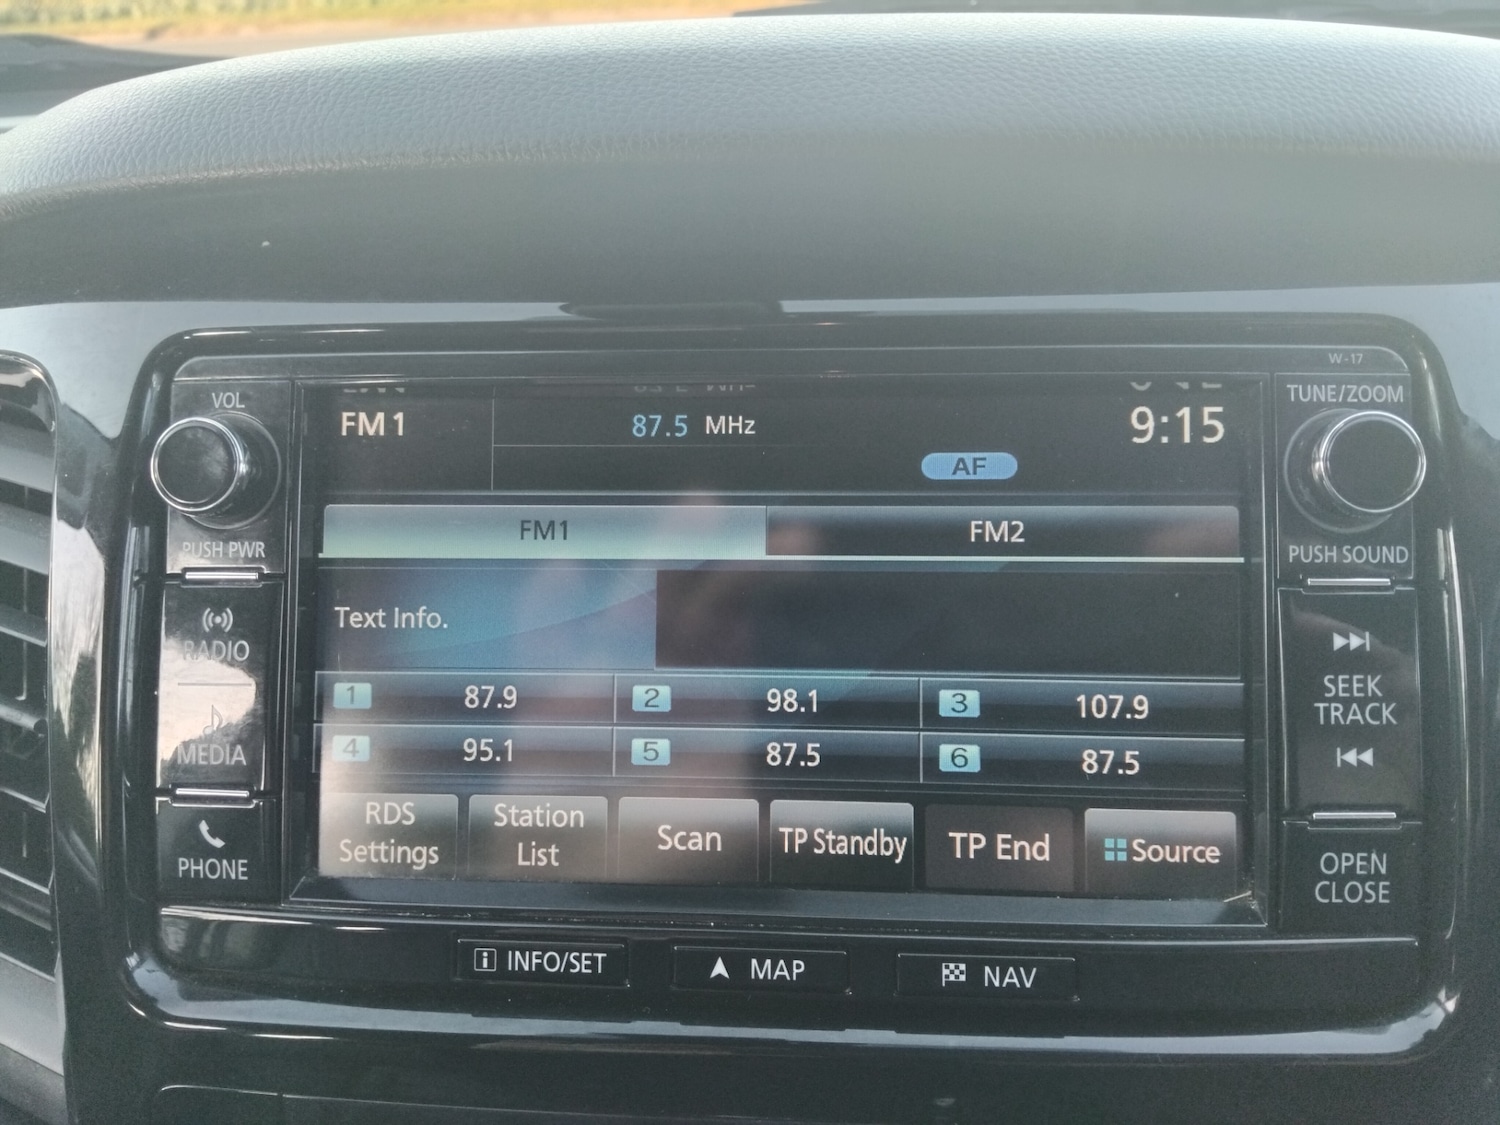 W-17
VOL
TUNE/ZOOM
FM1
87.5 MHz
9:15
AF
PUSH PWR
FM1
FM2
PUSH SOUND
Text Info.
RADIO
MEDIA
PHONE
1 87.9
2 98.1
3 107.9
4 95.1
5 87.5
6 87.5
SEEK
TRACK
RDS
Settings
Station
List
Scan
TP Standby
TP End
Source
OPEN
CLOSE
i INFO/SET
MAP
NAV